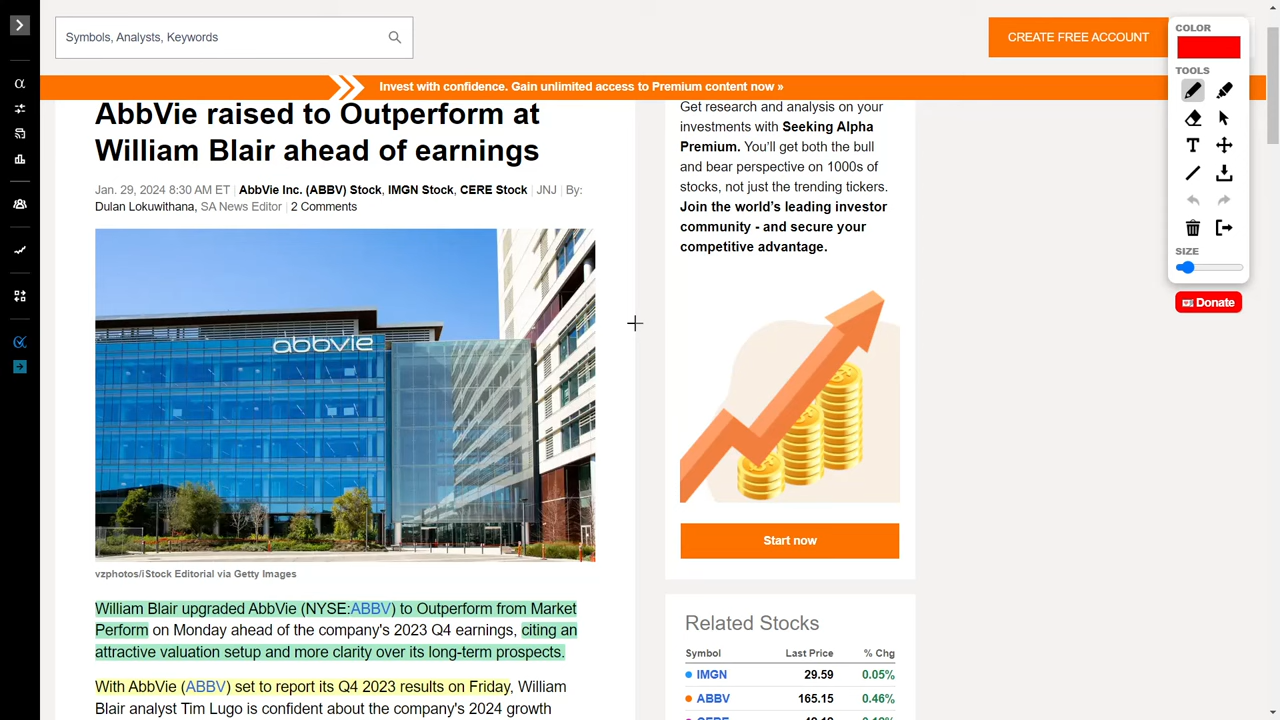 Symbols, Analysts, Keywords
CREATE FREE ACCOUNT
Invest with confidence. Gain unlimited access to Premium content now »
AbbVie raised to Outperform at
William Blair ahead of earnings
Jan. 29, 2024 8:30 AM ET | AbbVie Inc. (ABBV) Stock, IMGN Stock, CERE Stock | JNJ | By:
Dulan Lokuwithana, SA News Editor | 2 Comments
abbvie
vzphotos/iStock Editorial via Getty Images
William Blair upgraded AbbVie (NYSE:ABBV) to Outperform from Market
Perform on Monday ahead of the company's 2023 Q4 earnings, citing an
attractive valuation setup and more clarity over its long-term prospects.
With AbbVie (ABBV) set to report its Q4 2023 results on Friday, William
Blair analyst Tim Lugo is confident about the company's 2024 growth
Get research and analysis on your
investments with Seeking Alpha
Premium. You'll get both the bull
and bear perspective on 1000s of
stocks, not just the trending tickers.
Join the world's leading investor
community - and secure your
competitive advantage.
Start now
Related Stocks
Symbol Last Price % Chg
IMGN 29.59 0.05%
ABBV 165.15 0.46%
COLOR
TOOLS
T
SIZE
Donate